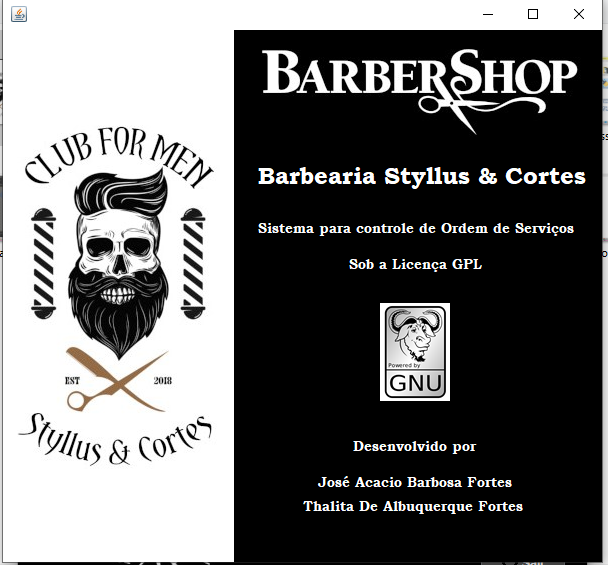 CLUB FOR MEN
EST 2018
Styllus & Cortes
BARBERSHOP
Barbearia Styllus & Cortes
Sistema para controle de Ordem de Serviços
Sob a Licença GPL
Powered by
GNU
Desenvolvido por
José Acacio Barbosa Fortes
Thalita De Albuquerque Fortes